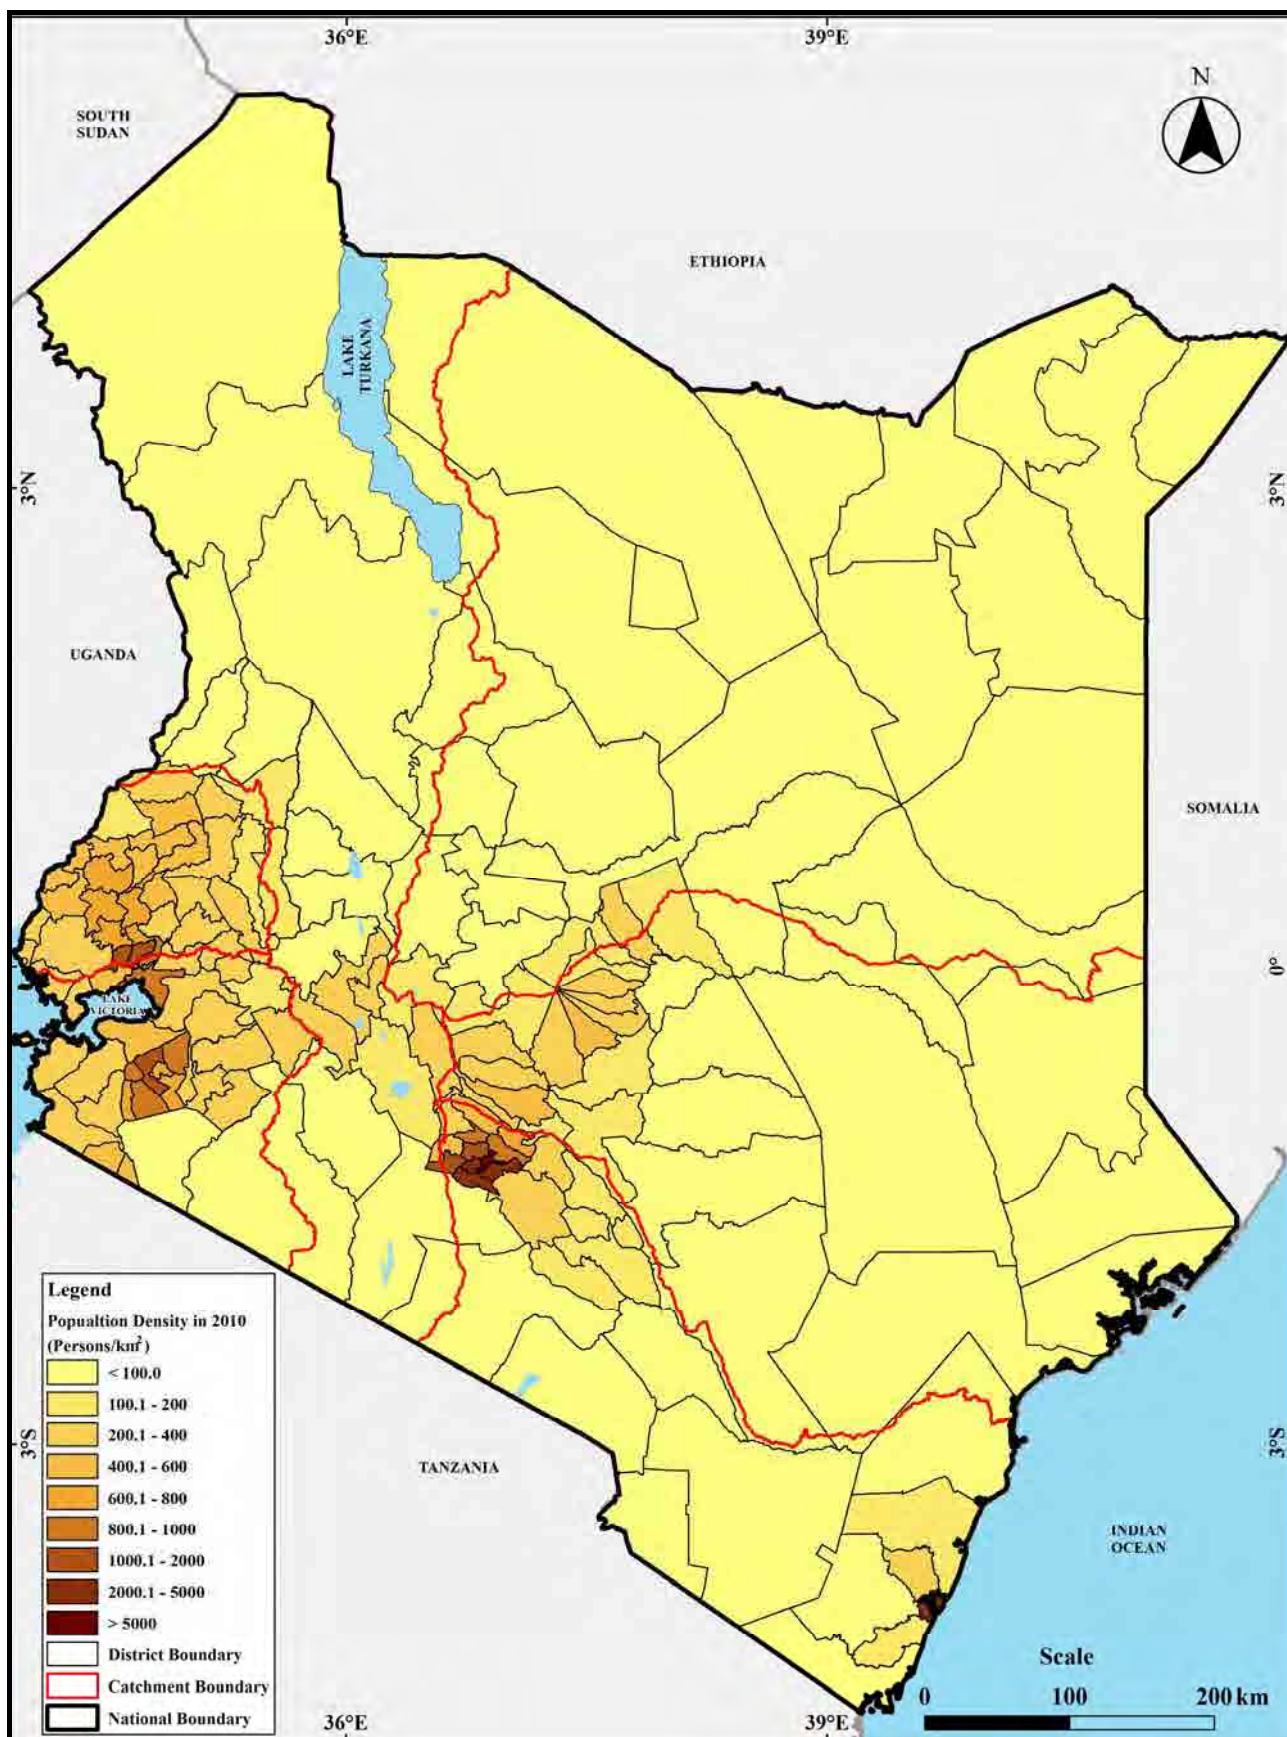 36°E
39°E
N
SOUTH
SUDAN
ETHIOPIA
LAKE
TURKANA
3°N
3°N
UGANDA
SOMALIA
0°
LAKE
VICTORIA
Legend
Popualtion Density in 2010
(Persons/km²)
< 100.0
100.1 - 200
200.1 - 400
400.1 - 600
600.1 - 800
800.1 - 1000
1000.1 - 2000
2000.1 - 5000
> 5000
District Boundary
Catchment Boundary
National Boundary
3°S
3°S
TANZANIA
INDIAN
OCEAN
Scale
0 100 200 km
36°E
39°E